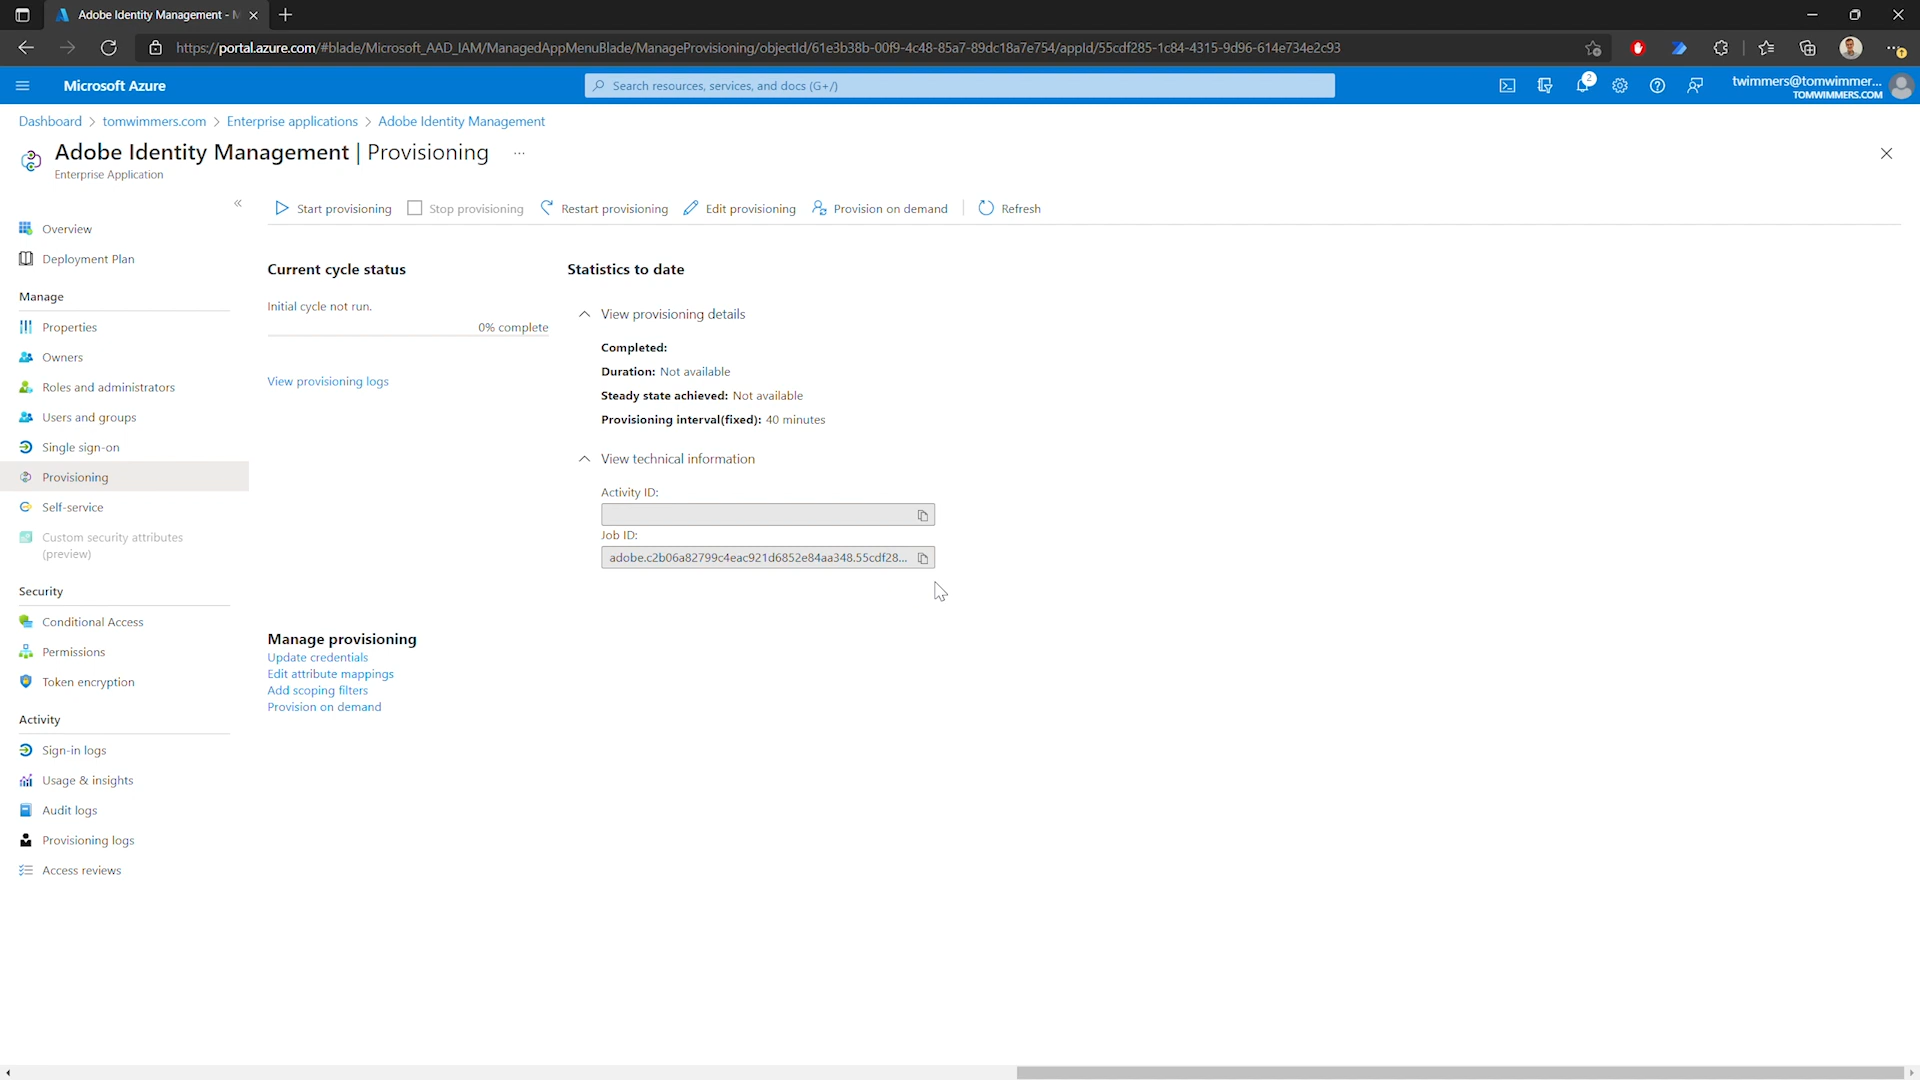 Adobe Identity Management - M
https://portal.azure.com/#blade/Microsoft_AAD_IAM/ManagedAppMenuBlade/ManageProvisioning/objectId/61e3b38b-00f9-4c48-85a7-89dc18a7e754/appId/55cdf285-1c84-4315-9d96-614e734e2c93
Microsoft Azure
Search resources, services, and docs (G+/)
2
twimmers@tomwimmer...
TOMWIMMERS.COM
Dashboard > tomwimmers.com > Enterprise applications > Adobe Identity Management
Adobe Identity Management | Provisioning ...
Enterprise Application
Start provisioning Stop provisioning Restart provisioning Edit provisioning Provision on demand Refresh
Overview
Deployment Plan
Manage
Properties
Owners
Roles and administrators
Users and groups
Single sign-on
Provisioning
Self-service
Custom security attributes
(preview)
Security
Conditional Access
Permissions
Token encryption
Activity
Sign-in logs
Usage & insights
Audit logs
Provisioning logs
Access reviews
Current cycle status
Initial cycle not run.
0% complete
View provisioning logs
Statistics to date
View provisioning details
Completed:
Duration: Not available
Steady state achieved: Not available
Provisioning interval(fixed): 40 minutes
View technical information
Activity ID:
Job ID:
adobe.c2b06a82799c4eac921d6852e84aa348.55cdf28...
Manage provisioning
Update credentials
Edit attribute mappings
Add scoping filters
Provision on demand